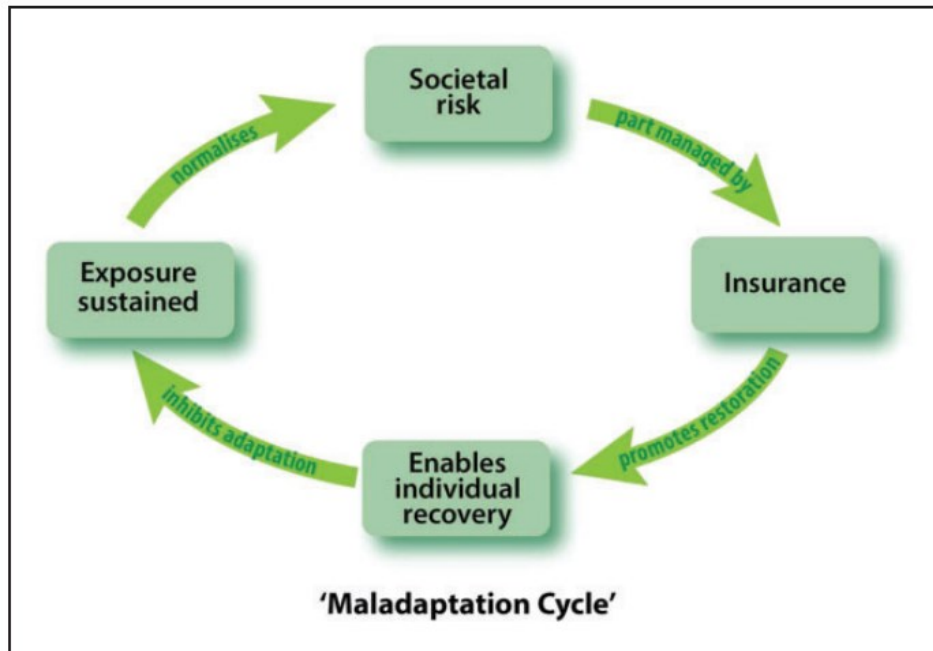 Societal
risk
part managed by
Insurance
promotes restoration
Enables
individual
recovery
inhibits adaptation
Exposure
sustained
normalises
‘Maladaptation Cycle’